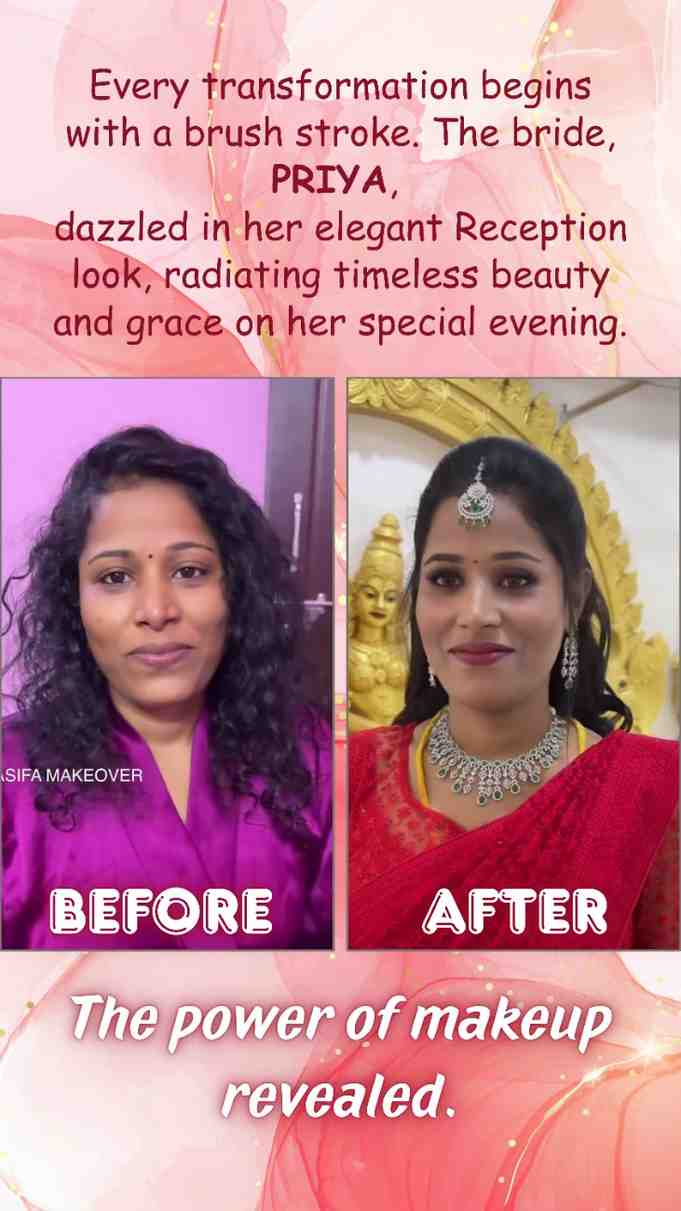 Every transformation begins
with a brush stroke. The bride,
PRIYA,
dazzled in her elegant Reception
look, radiating timeless beauty
and grace on her special evening.
ASIFA MAKEOVER
BEFORE
AFTER
The power of makeup
revealed.